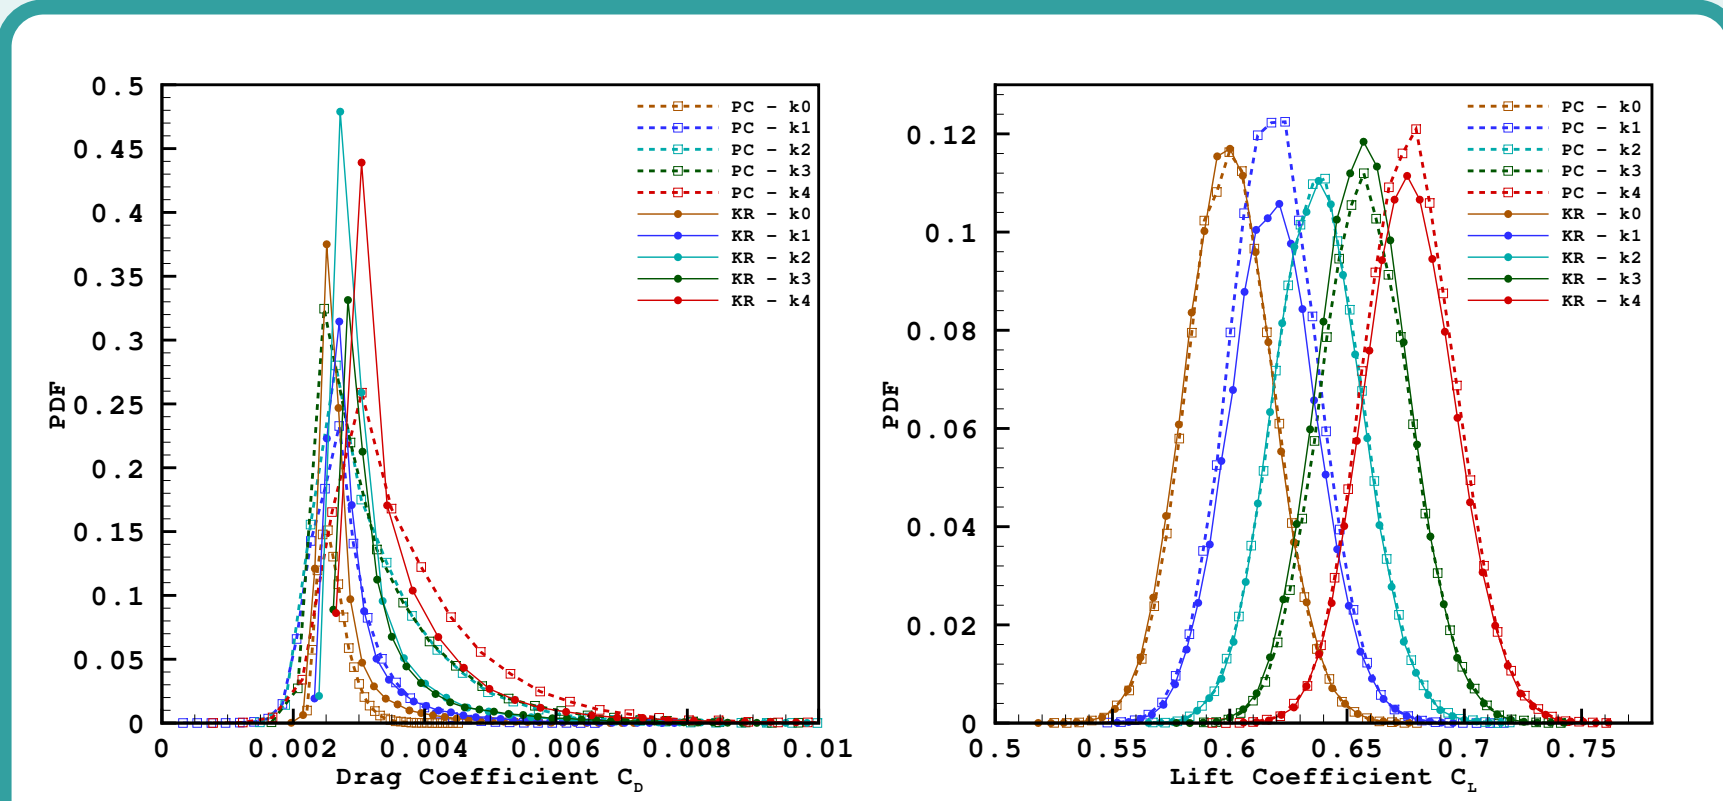 0.5
0.45
0.4
0.35
0.3
0.25
0.2
0.15
0.1
0.05
0
PDF
0 0.002 0.004 0.006 0.008 0.01
Drag Coefficient C_D
PC - k0
PC - k1
PC - k2
PC - k3
PC - k4
KR - k0
KR - k1
KR - k2
KR - k3
KR - k4
0.12
0.1
0.08
0.06
0.04
0.02
0
PDF
0.5 0.55 0.6 0.65 0.7 0.75
Lift Coefficient C_L
PC - k0
PC - k1
PC - k2
PC - k3
PC - k4
KR - k0
KR - k1
KR - k2
KR - k3
KR - k4